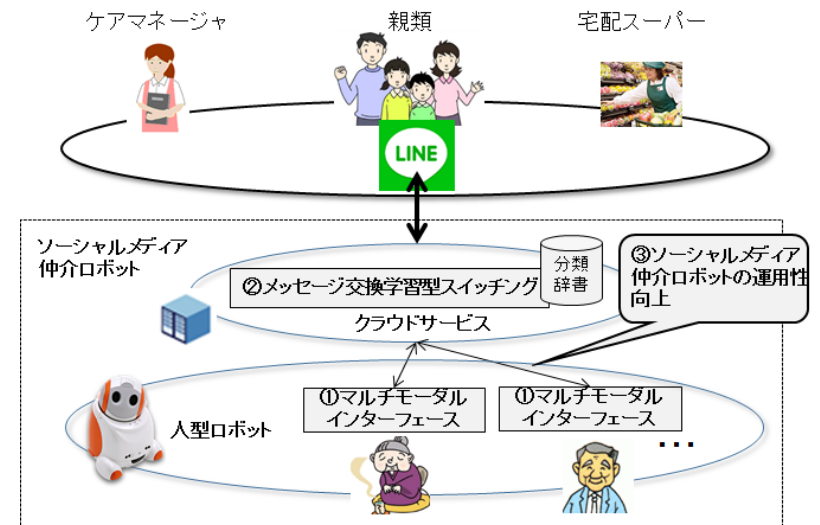 ケアマネージャ
親類
宅配スーパー
LINE
ソーシャルメディア
仲介ロボット
分類
辞書
③ソーシャルメディア
仲介ロボットの運用性
向上
②メッセージ交換学習型スイッチング
クラウドサービス
①マルチモーダル
インターフェース
①マルチモーダル
インターフェース
人型ロボット
・・・